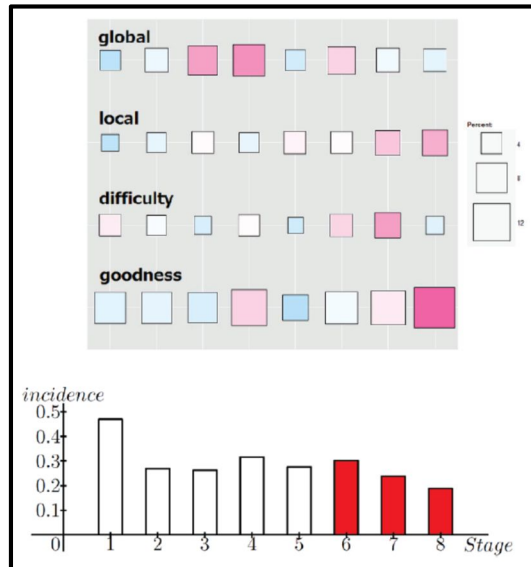 global
local
Percent:
4
8
12
difficulty
goodness
incidence
0.5
0.4
0.3
0.2
0.1
0 1 2 3 4 5 6 7 8 Stage